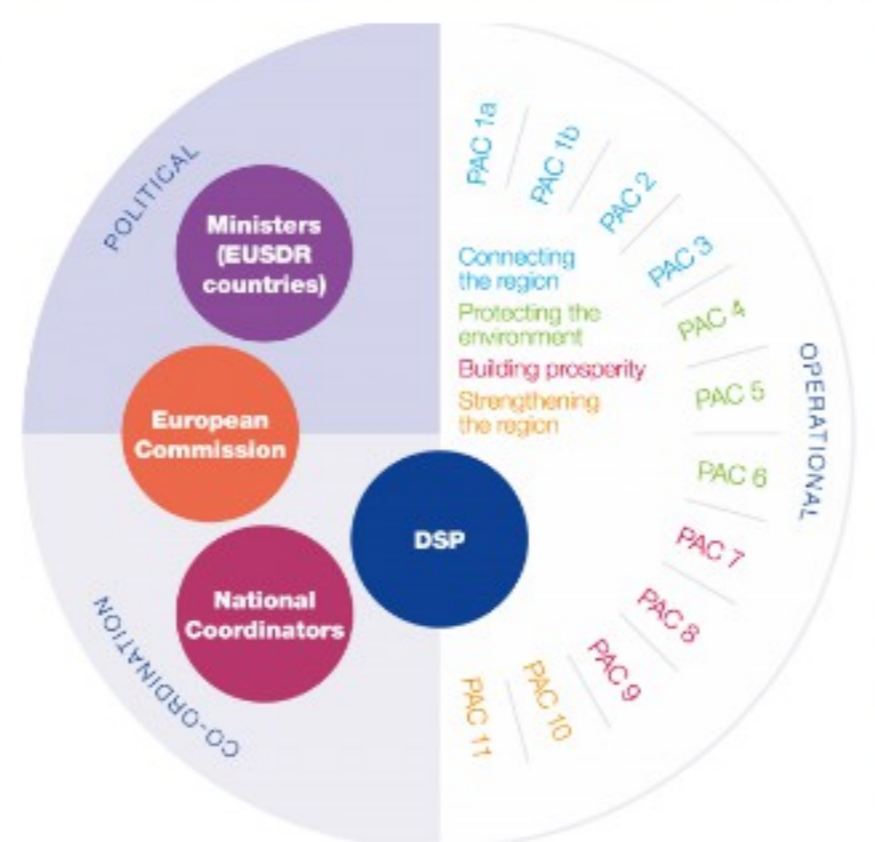 POLITICAL
Ministers
(EUSDR
countries)
European
Commission
National
Coordinators
CO-ORDINATION
DSP
Connecting
the region
Protecting the
environment
Building prosperity
Strengthening
the region
PAC 1a
PAC 1b
PAC 2
PAC 3
PAC 4
PAC 5
PAC 6
PAC 7
PAC 8
PAC 9
PAC 10
PAC 11
OPERATIONAL